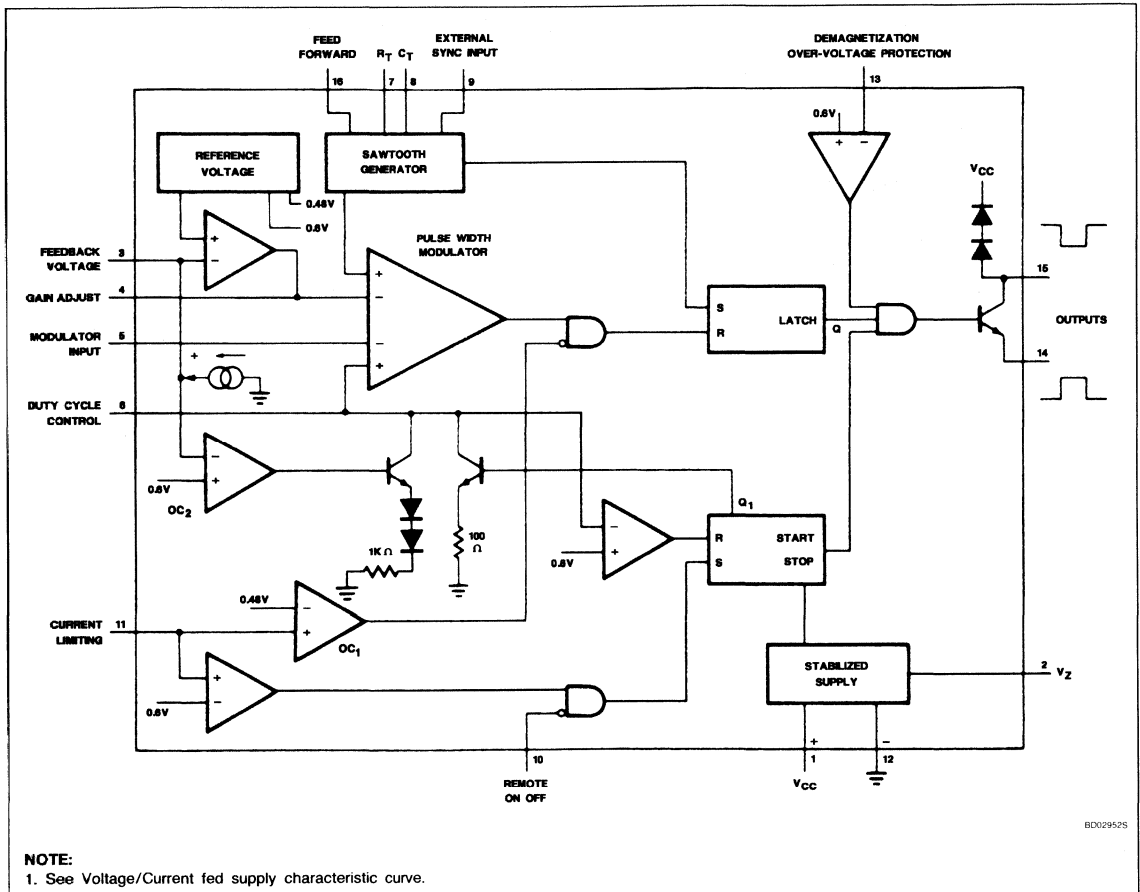 FEED
FORWARD
16
RT CT
7 8
EXTERNAL
SYNC INPUT
9
DEMAGNETIZATION
OVER-VOLTAGE PROTECTION
13
REFERENCE
VOLTAGE
SAWTOOTH
GENERATOR
0.6V
+ −
VCC
0.48V
0.6V
+
−
FEEDBACK
VOLTAGE
3
PULSE WIDTH
MODULATOR
+
−
−
+
GAIN ADJUST 4
MODULATOR
INPUT
5
S
R
LATCH
Q
15
OUTPUTS
14
+
DUTY CYCLE
CONTROL
6
−
+
0.6V
OC2
1K Ω
100
Ω
−
+
0.6V
Q1
R
S
START
STOP
0.48V
−
+
OC1
CURRENT
LIMITING
11
+
−
0.6V
STABILIZED
SUPPLY
2 VZ
10
REMOTE
ON OFF
+
1
VCC
−
12
BD02952S
NOTE:
1. See Voltage/Current fed supply characteristic curve.